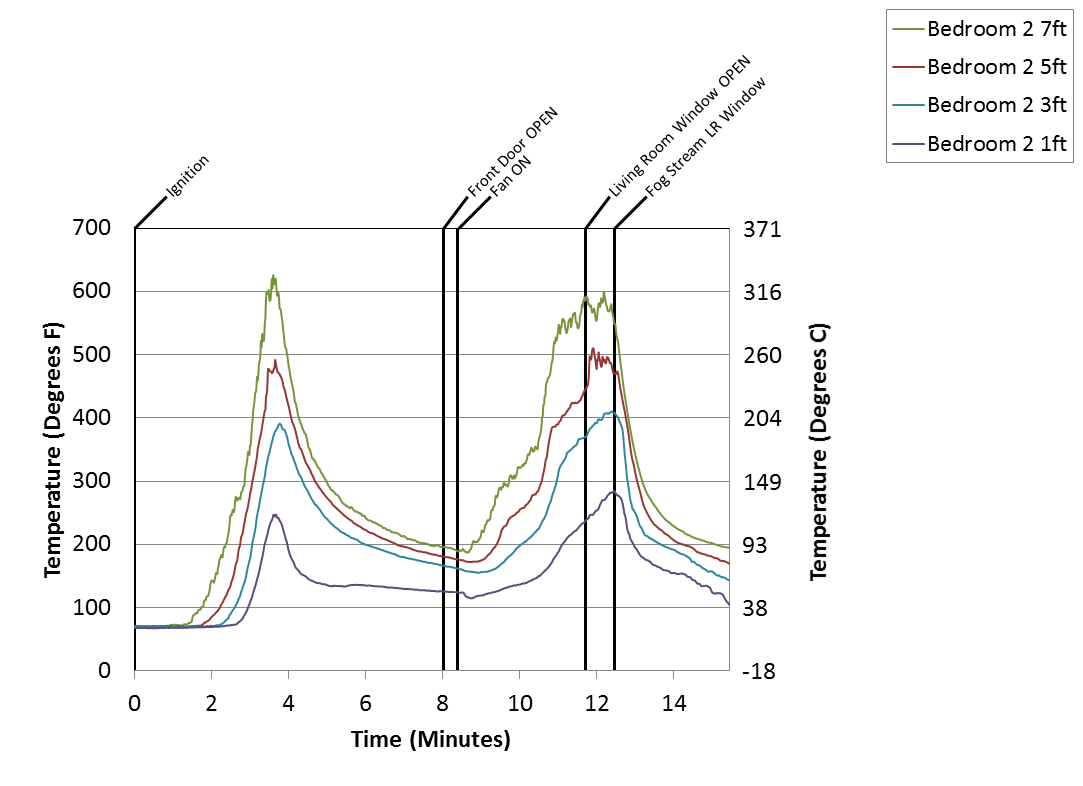 Bedroom 2 7ft
Bedroom 2 5ft
Bedroom 2 3ft
Bedroom 2 1ft
Ignition
Front Door OPEN
Fan ON
Living Room Window OPEN
Fog Stream LR Window
700
600
500
400
300
200
100
0
Temperature (Degrees F)
371
316
260
204
149
93
38
-18
Temperature (Degrees C)
0 2 4 6 8 10 12 14
Time (Minutes)